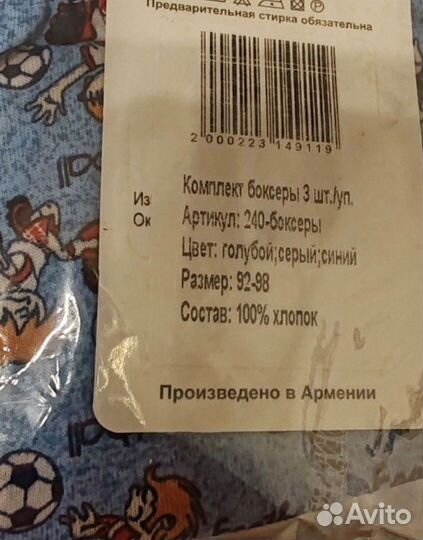 Предварительная стирка обязательна
2 000223 149119
Из
Ок
Комплект боксеры 3 шт./уп.
Артикул: 240-боксеры
Цвет: голубой;серый;синий
Размер: 92-98
Состав: 100% хлопок
Произведено в Армении
Avito